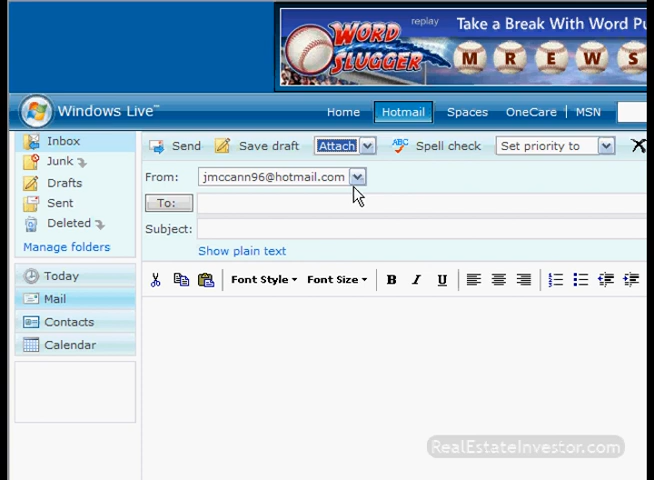 WORD SLUGGER
replay
Take a Break With Word Pu
M R E W S
Windows Live™
Home
Hotmail
Spaces
OneCare
MSN
Inbox
Junk
Drafts
Sent
Deleted
Manage folders
Today
Mail
Contacts
Calendar
Send
Save draft
Attach
ABC Spell check
Set priority to
From:
jmccann96@hotmail.com
To:
Subject:
Show plain text
Font Style
Font Size
B
I
U
RealEstateInvestor.com